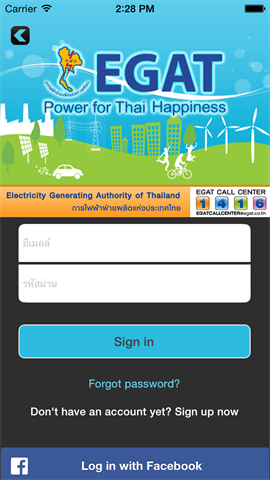 Carrier 2:28 PM
EGAT
Power for Thai Happiness
Electricity Generating Authority of Thailand
การไฟฟ้าฝ่ายผลิตแห่งประเทศไทย
EGAT CALL CENTER
1 4 1 6
EGATCALLCENTER@egat.co.th
อีเมลล์
รหัสผ่าน
Sign in
Forgot password?
Don't have an account yet? Sign up now
f Log in with Facebook